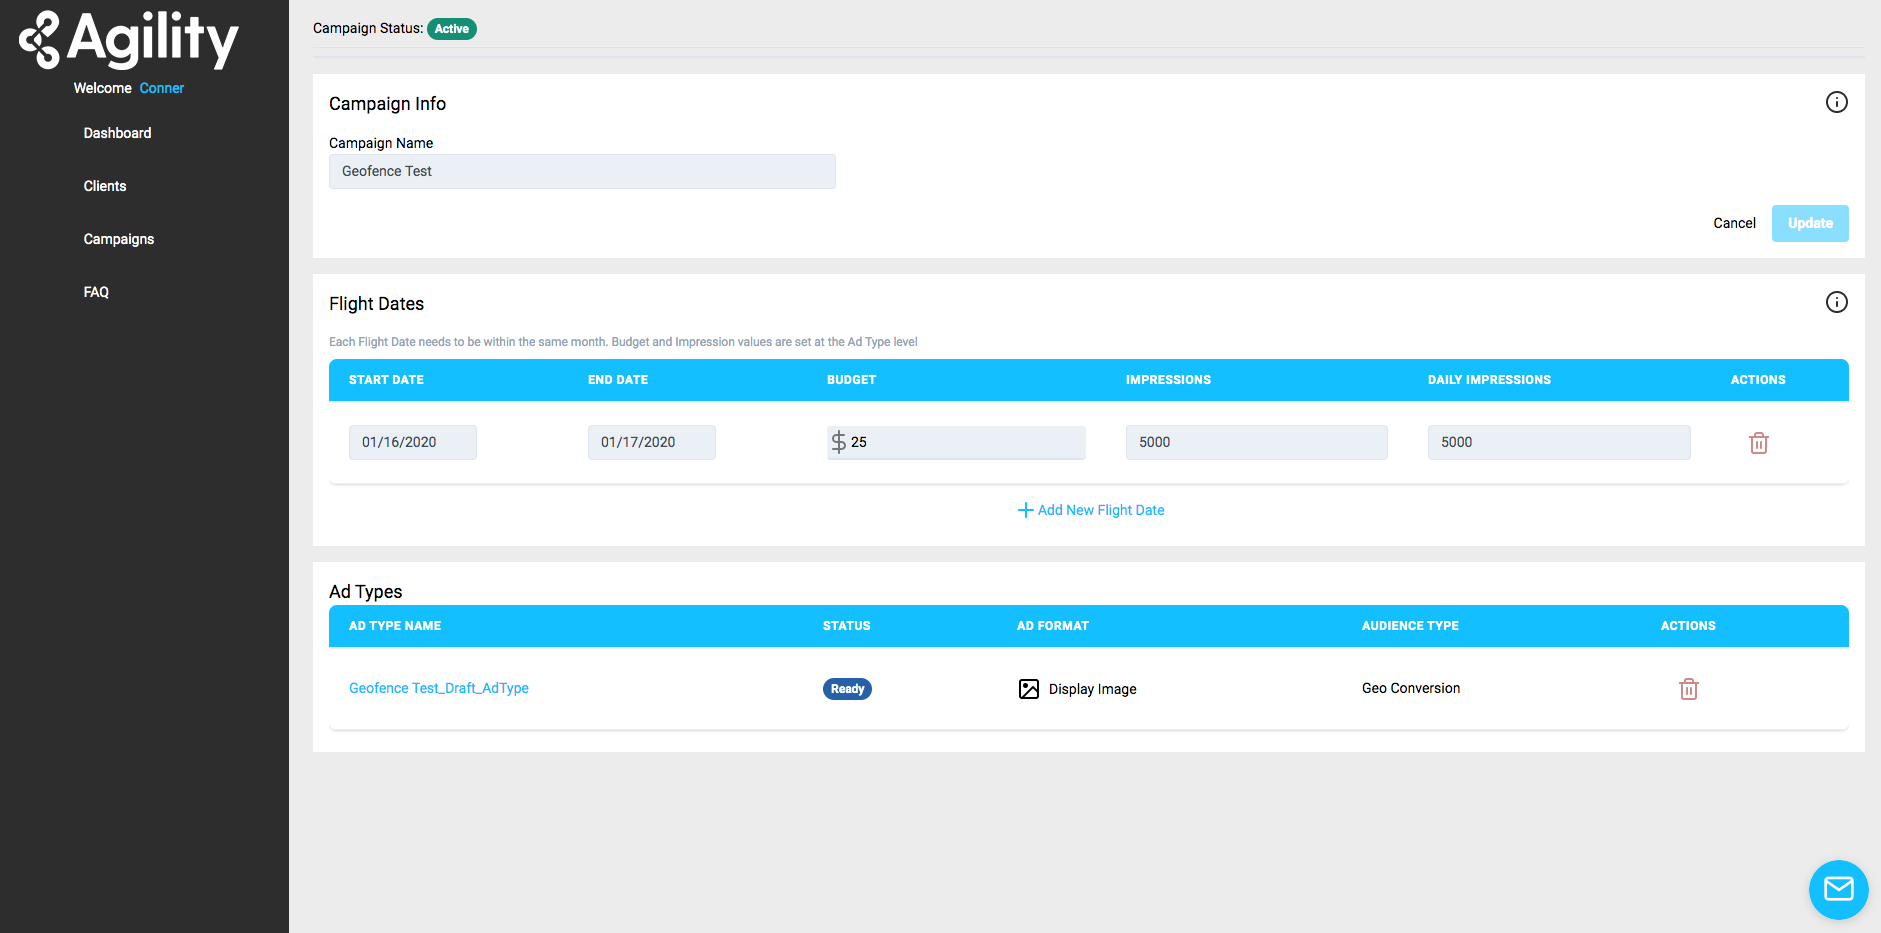 Agility
Welcome Conner
Dashboard
Clients
Campaigns
FAQ
Campaign Status: Active
Campaign Info
Campaign Name
Geofence Test
Cancel Update
Flight Dates
Each Flight Date needs to be within the same month. Budget and Impression values are set at the Ad Type level
START DATE END DATE BUDGET IMPRESSIONS DAILY IMPRESSIONS ACTIONS
01/16/2020 01/17/2020 $ 25 5000 5000
Add New Flight Date
Ad Types
AD TYPE NAME STATUS AD FORMAT AUDIENCE TYPE ACTIONS
Geofence Test_Draft_AdType Ready Display Image Geo Conversion